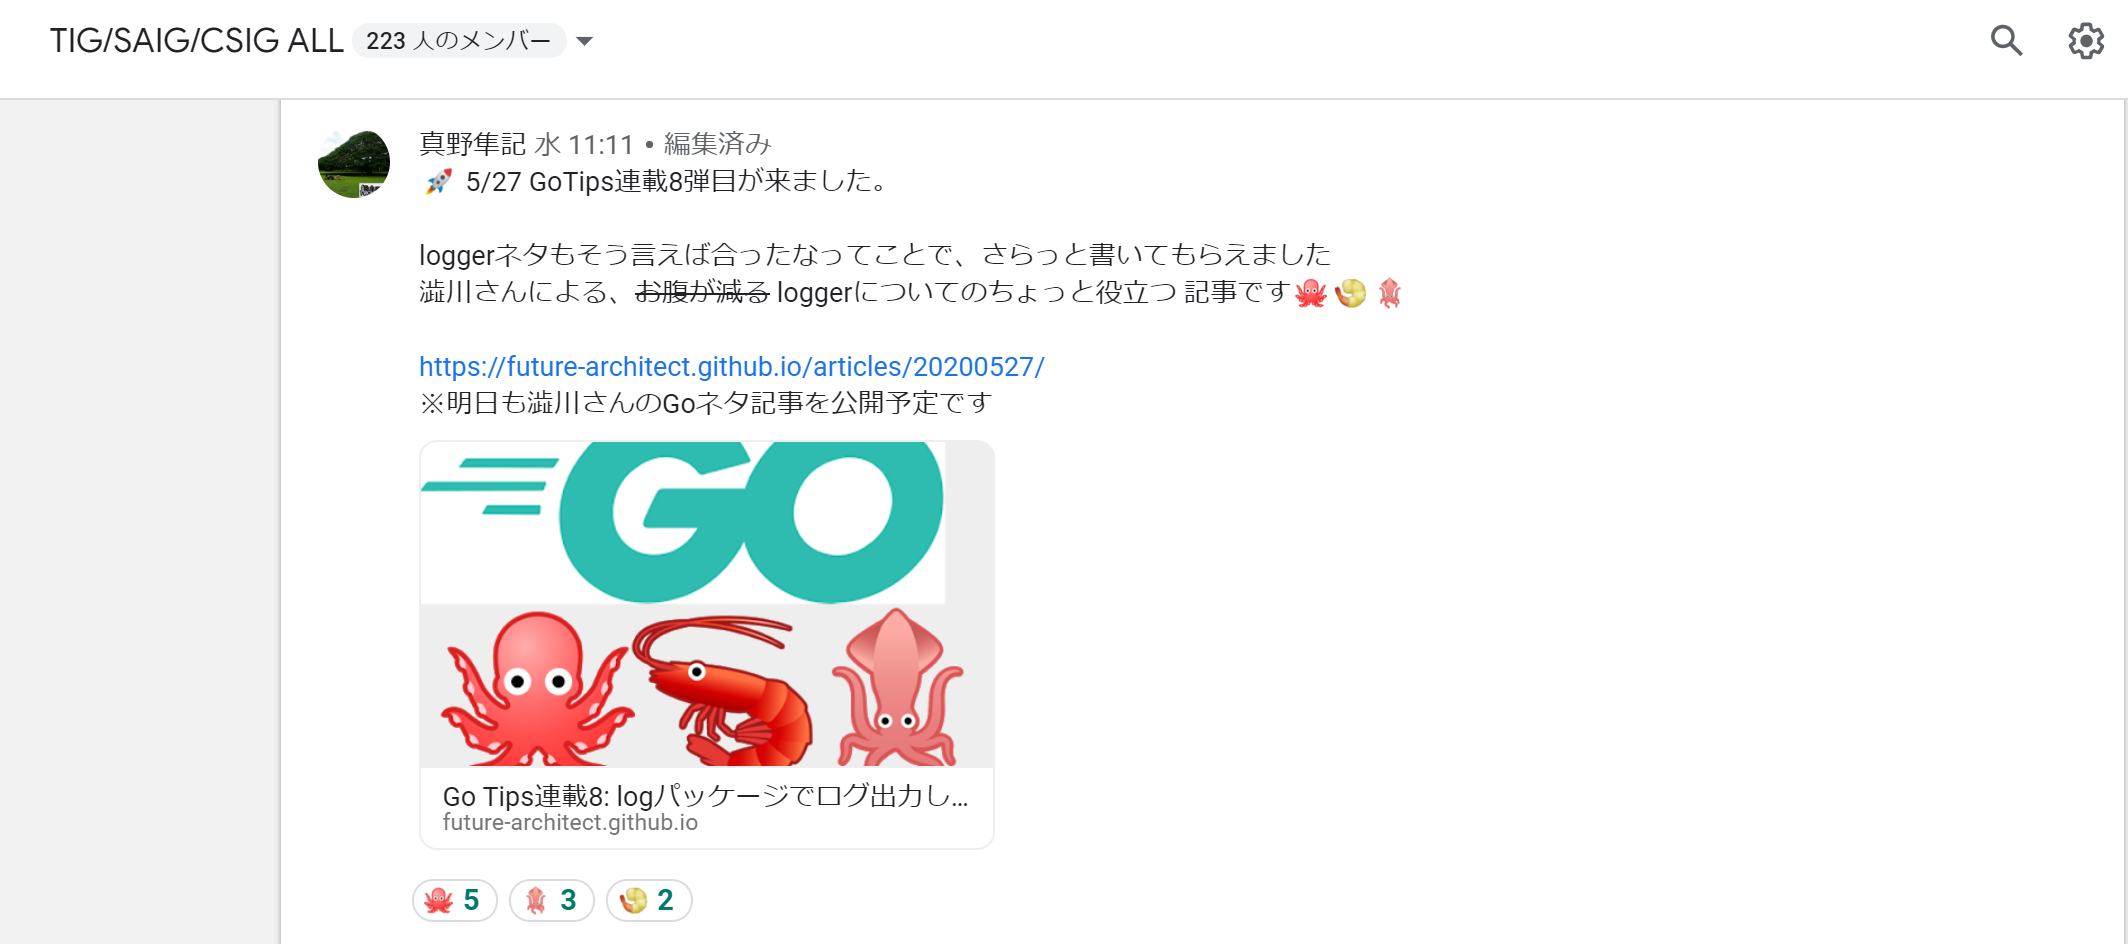 TIG/SAIG/CSIG ALL 223 人のメンバー
真野隼記 水 11:11 • 編集済み
🚀 5/27 GoTips連載8弾目が来ました。
loggerネタもそう言えば合ったなってことで、さらっと書いてもらえました
澁川さんによる、お腹が減る loggerについてのちょっと役立つ 記事です🐙🍤🦑
https://future-architect.github.io/articles/20200527/
※明日も澁川さんのGoネタ記事を公開予定です
GO
Go Tips連載8: logパッケージでログ出力し...
future-architect.github.io
🐙 5 🦑 3 🍤 2